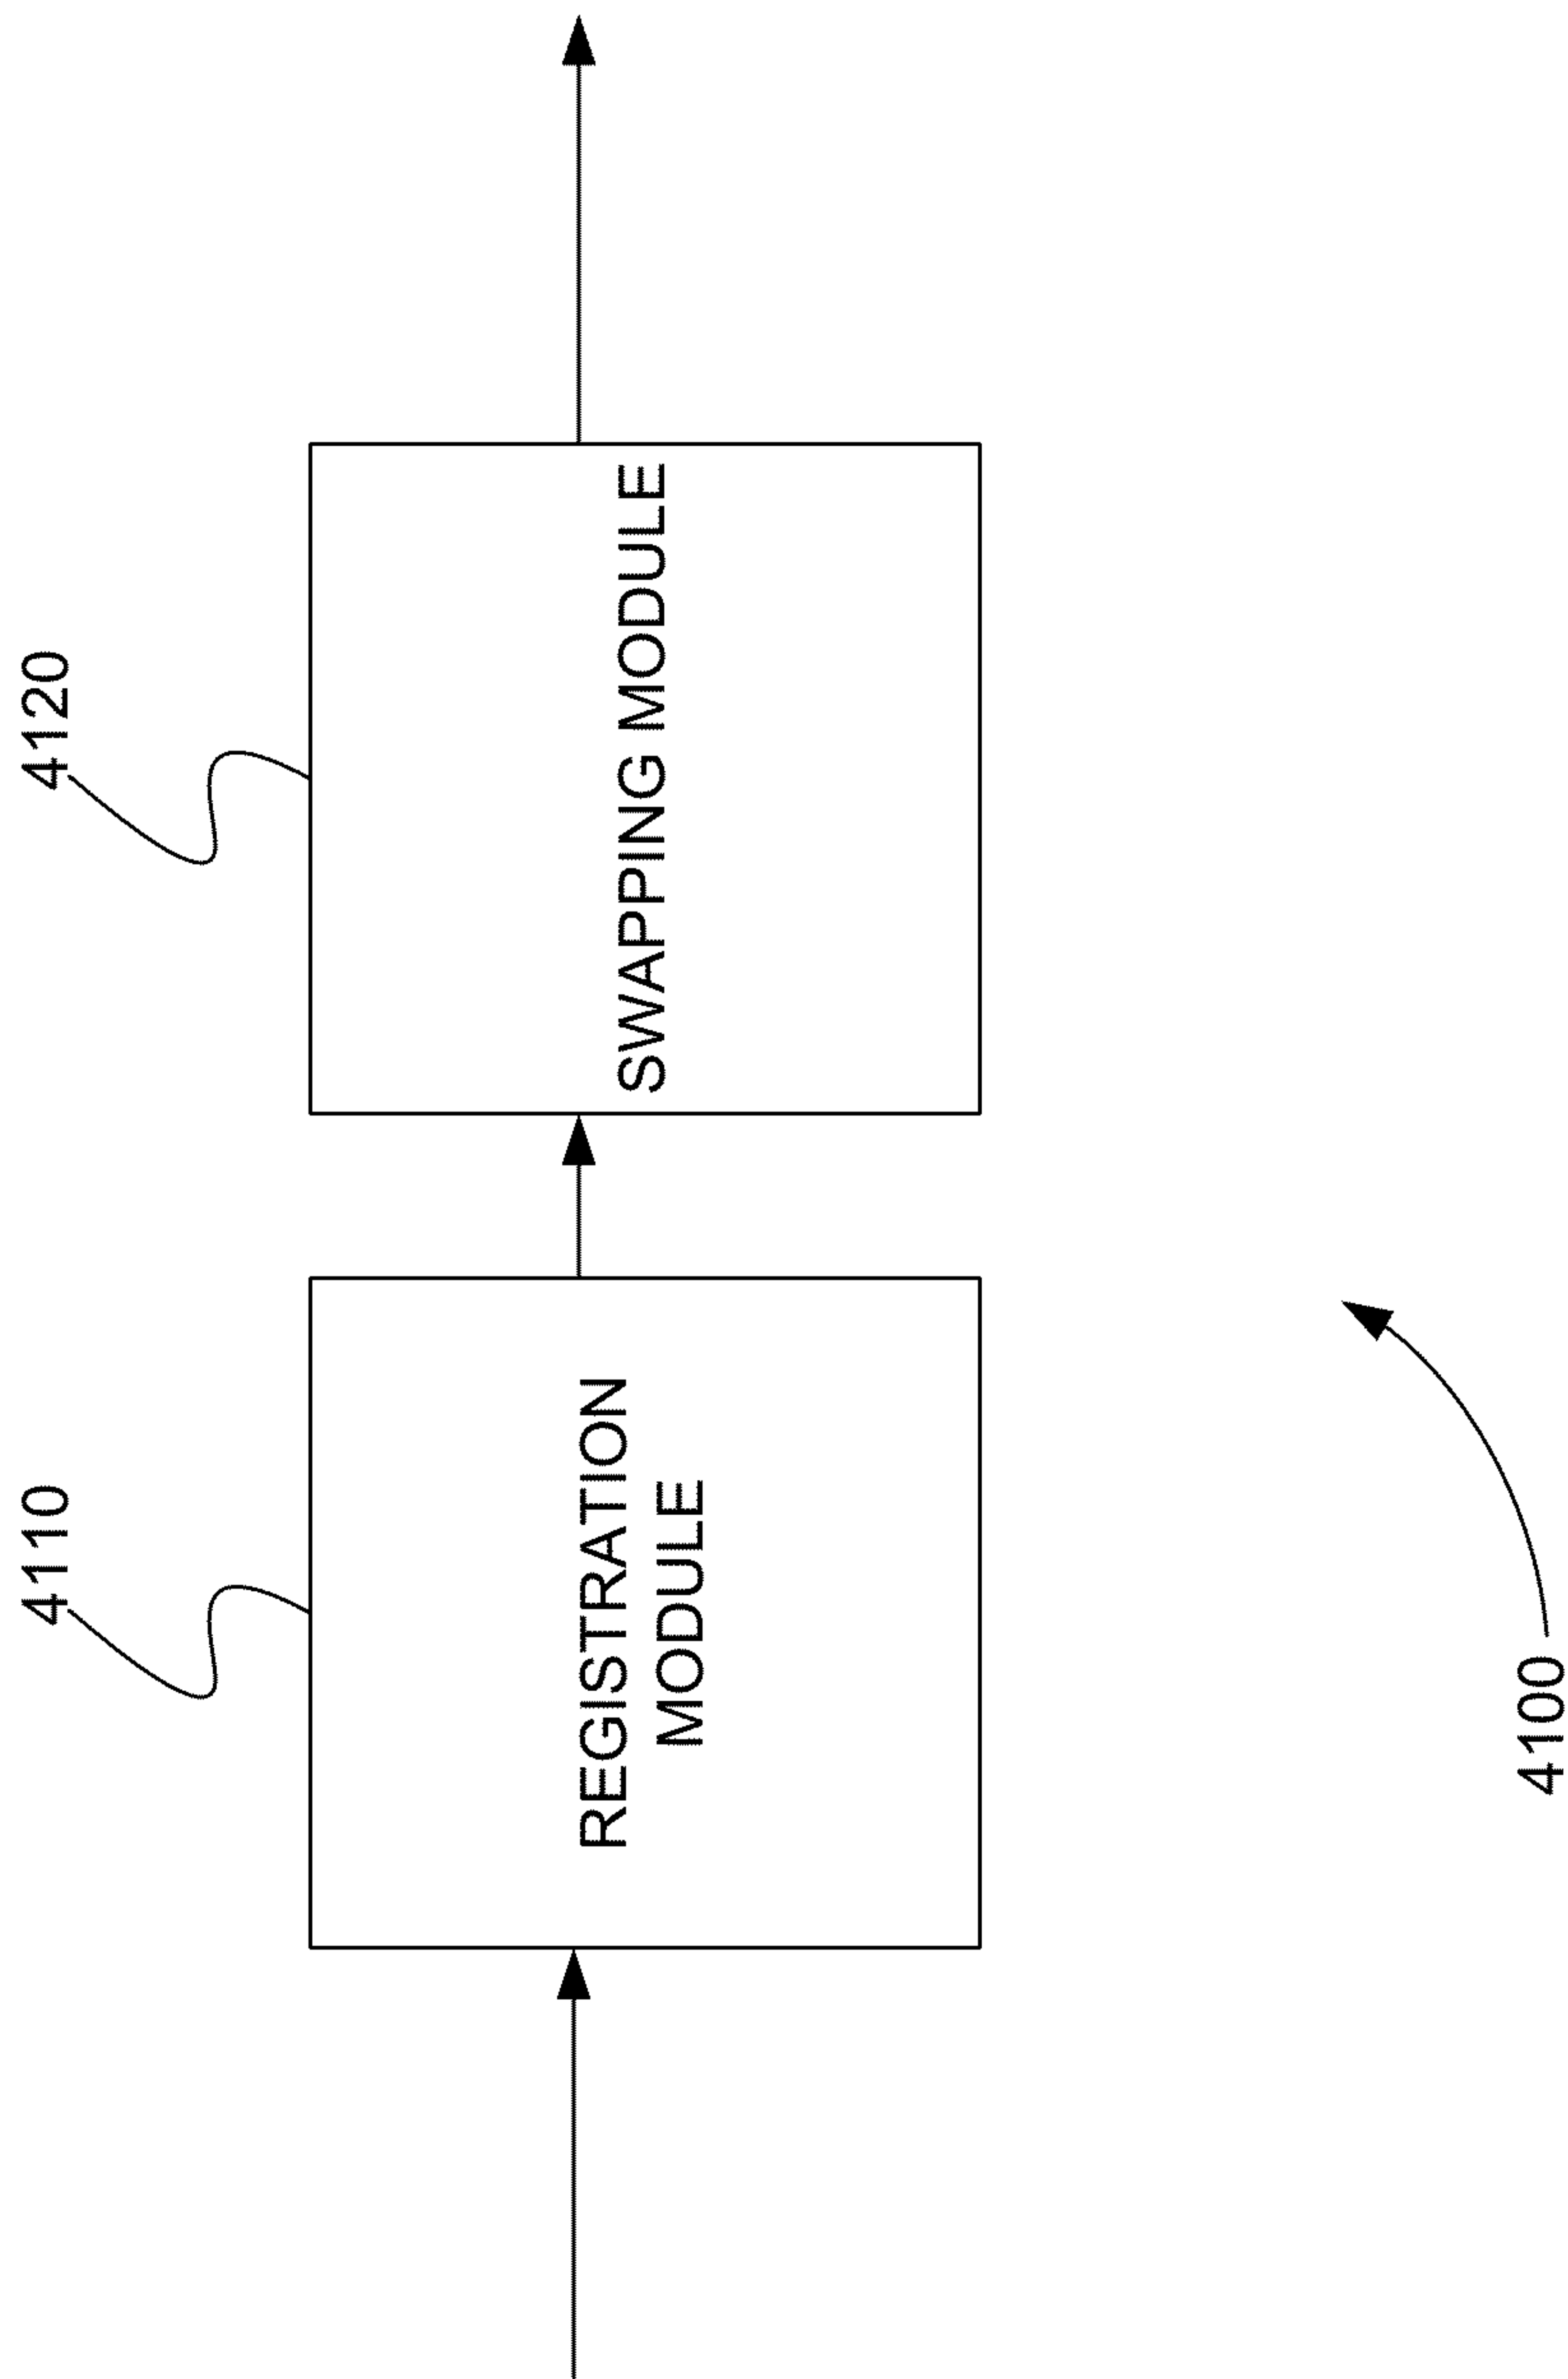 4110
4120
REGISTRATION
MODULE
SWAPPING MODULE
4100